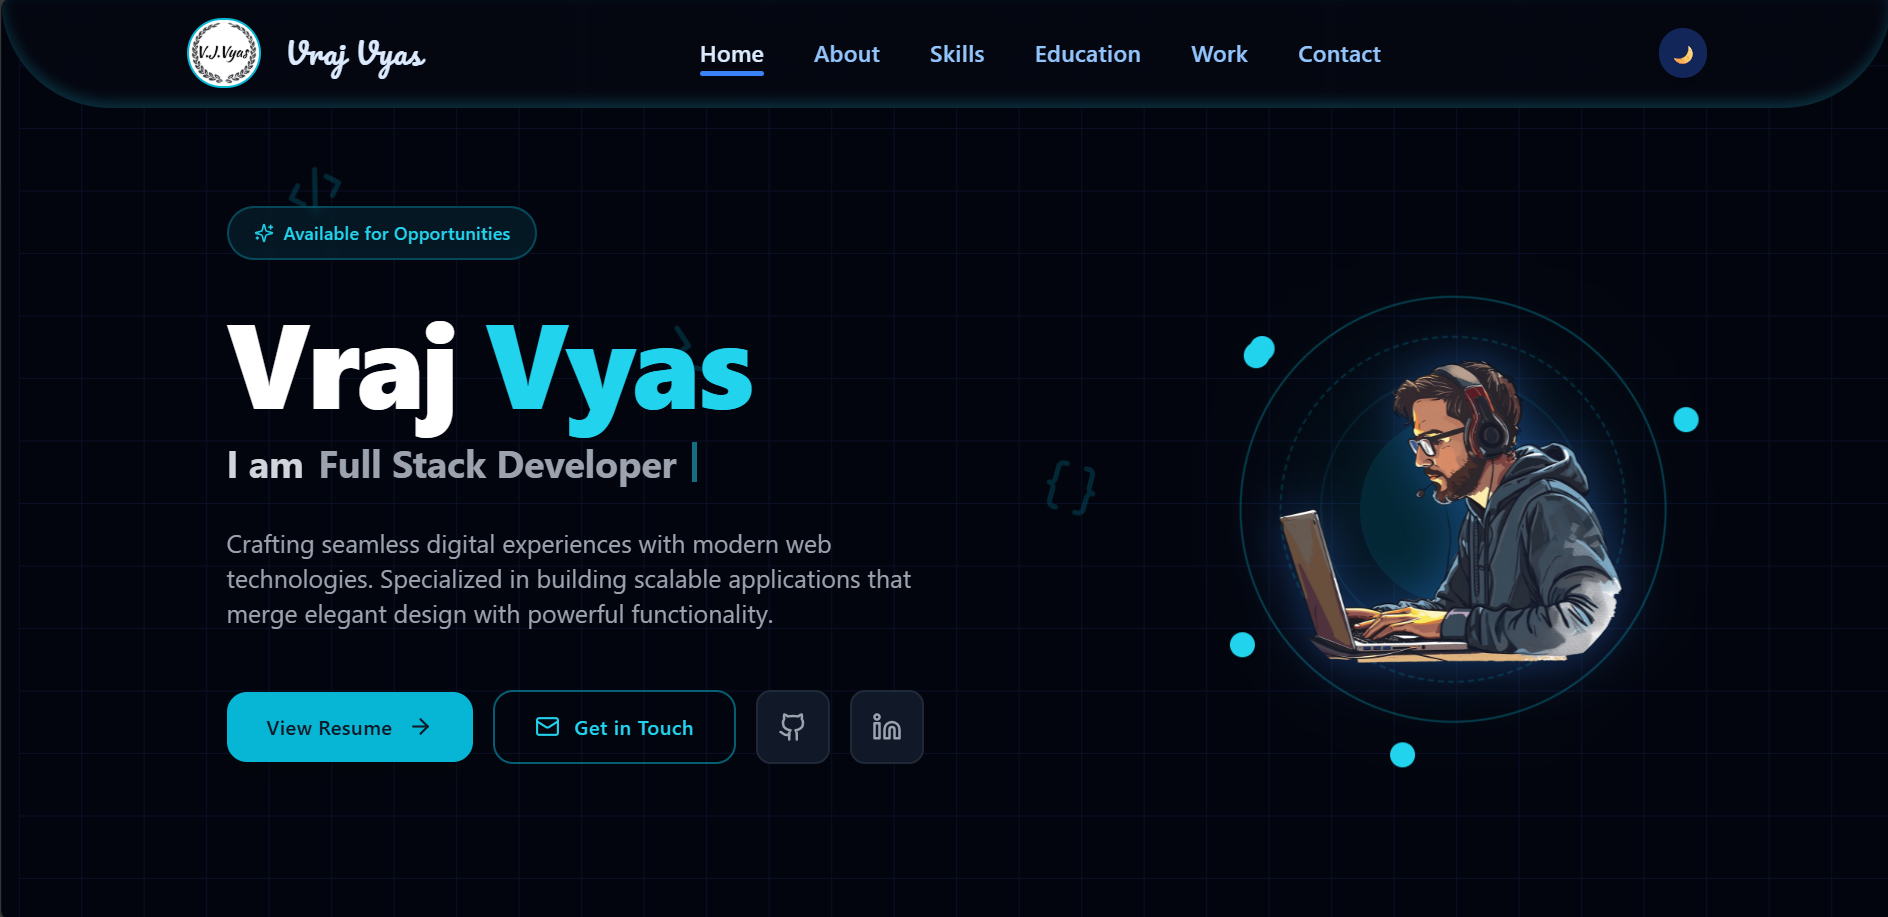 V.J.Vyas
Vraj Vyas
Home
About
Skills
Education
Work
Contact
</>
Available for Opportunities
Vraj Vyas
I am Full Stack Developer
{ }
Crafting seamless digital experiences with modern web
technologies. Specialized in building scalable applications that
merge elegant design with powerful functionality.
View Resume
Get in Touch